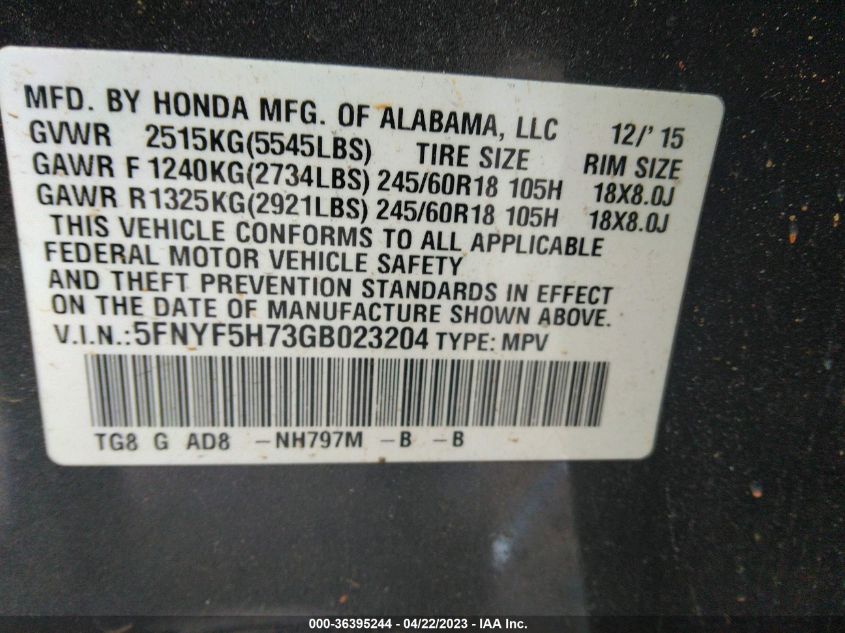 MFD. BY HONDA MFG. OF ALABAMA, LLC 12/' 15
GVWR 2515KG(5545LBS) TIRE SIZE RIM SIZE
GAWR F 1240KG(2734LBS) 245/60R18 105H 18X8.0J
GAWR R1325KG(2921LBS) 245/60R18 105H 18X8.0J
THIS VEHICLE CONFORMS TO ALL APPLICABLE
FEDERAL MOTOR VEHICLE SAFETY
AND THEFT PREVENTION STANDARDS IN EFFECT
ON THE DATE OF MANUFACTURE SHOWN ABOVE.
V.I.N.:5FNYF5H73GB023204 TYPE: MPV
TG8 G AD8 -NH797M -B -B
000-36395244 - 04/22/2023 - IAA Inc.